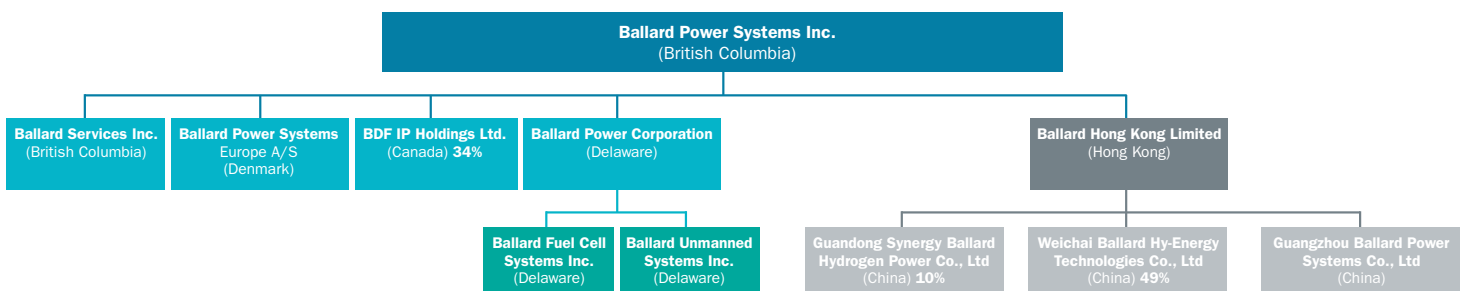 Ballard Power Systems Inc.
(British Columbia)
Ballard Services Inc.
(British Columbia)
Ballard Power Systems
Europe A/S
(Denmark)
BDF IP Holdings Ltd.
(Canada) 34%
Ballard Power Corporation
(Delaware)
Ballard Hong Kong Limited
(Hong Kong)
Ballard Fuel Cell
Systems Inc.
(Delaware)
Ballard Unmanned
Systems Inc.
(Delaware)
Guandong Synergy Ballard
Hydrogen Power Co., Ltd
(China) 10%
Weichai Ballard Hy-Energy
Technologies Co., Ltd
(China) 49%
Guangzhou Ballard Power
Systems Co., Ltd
(China)